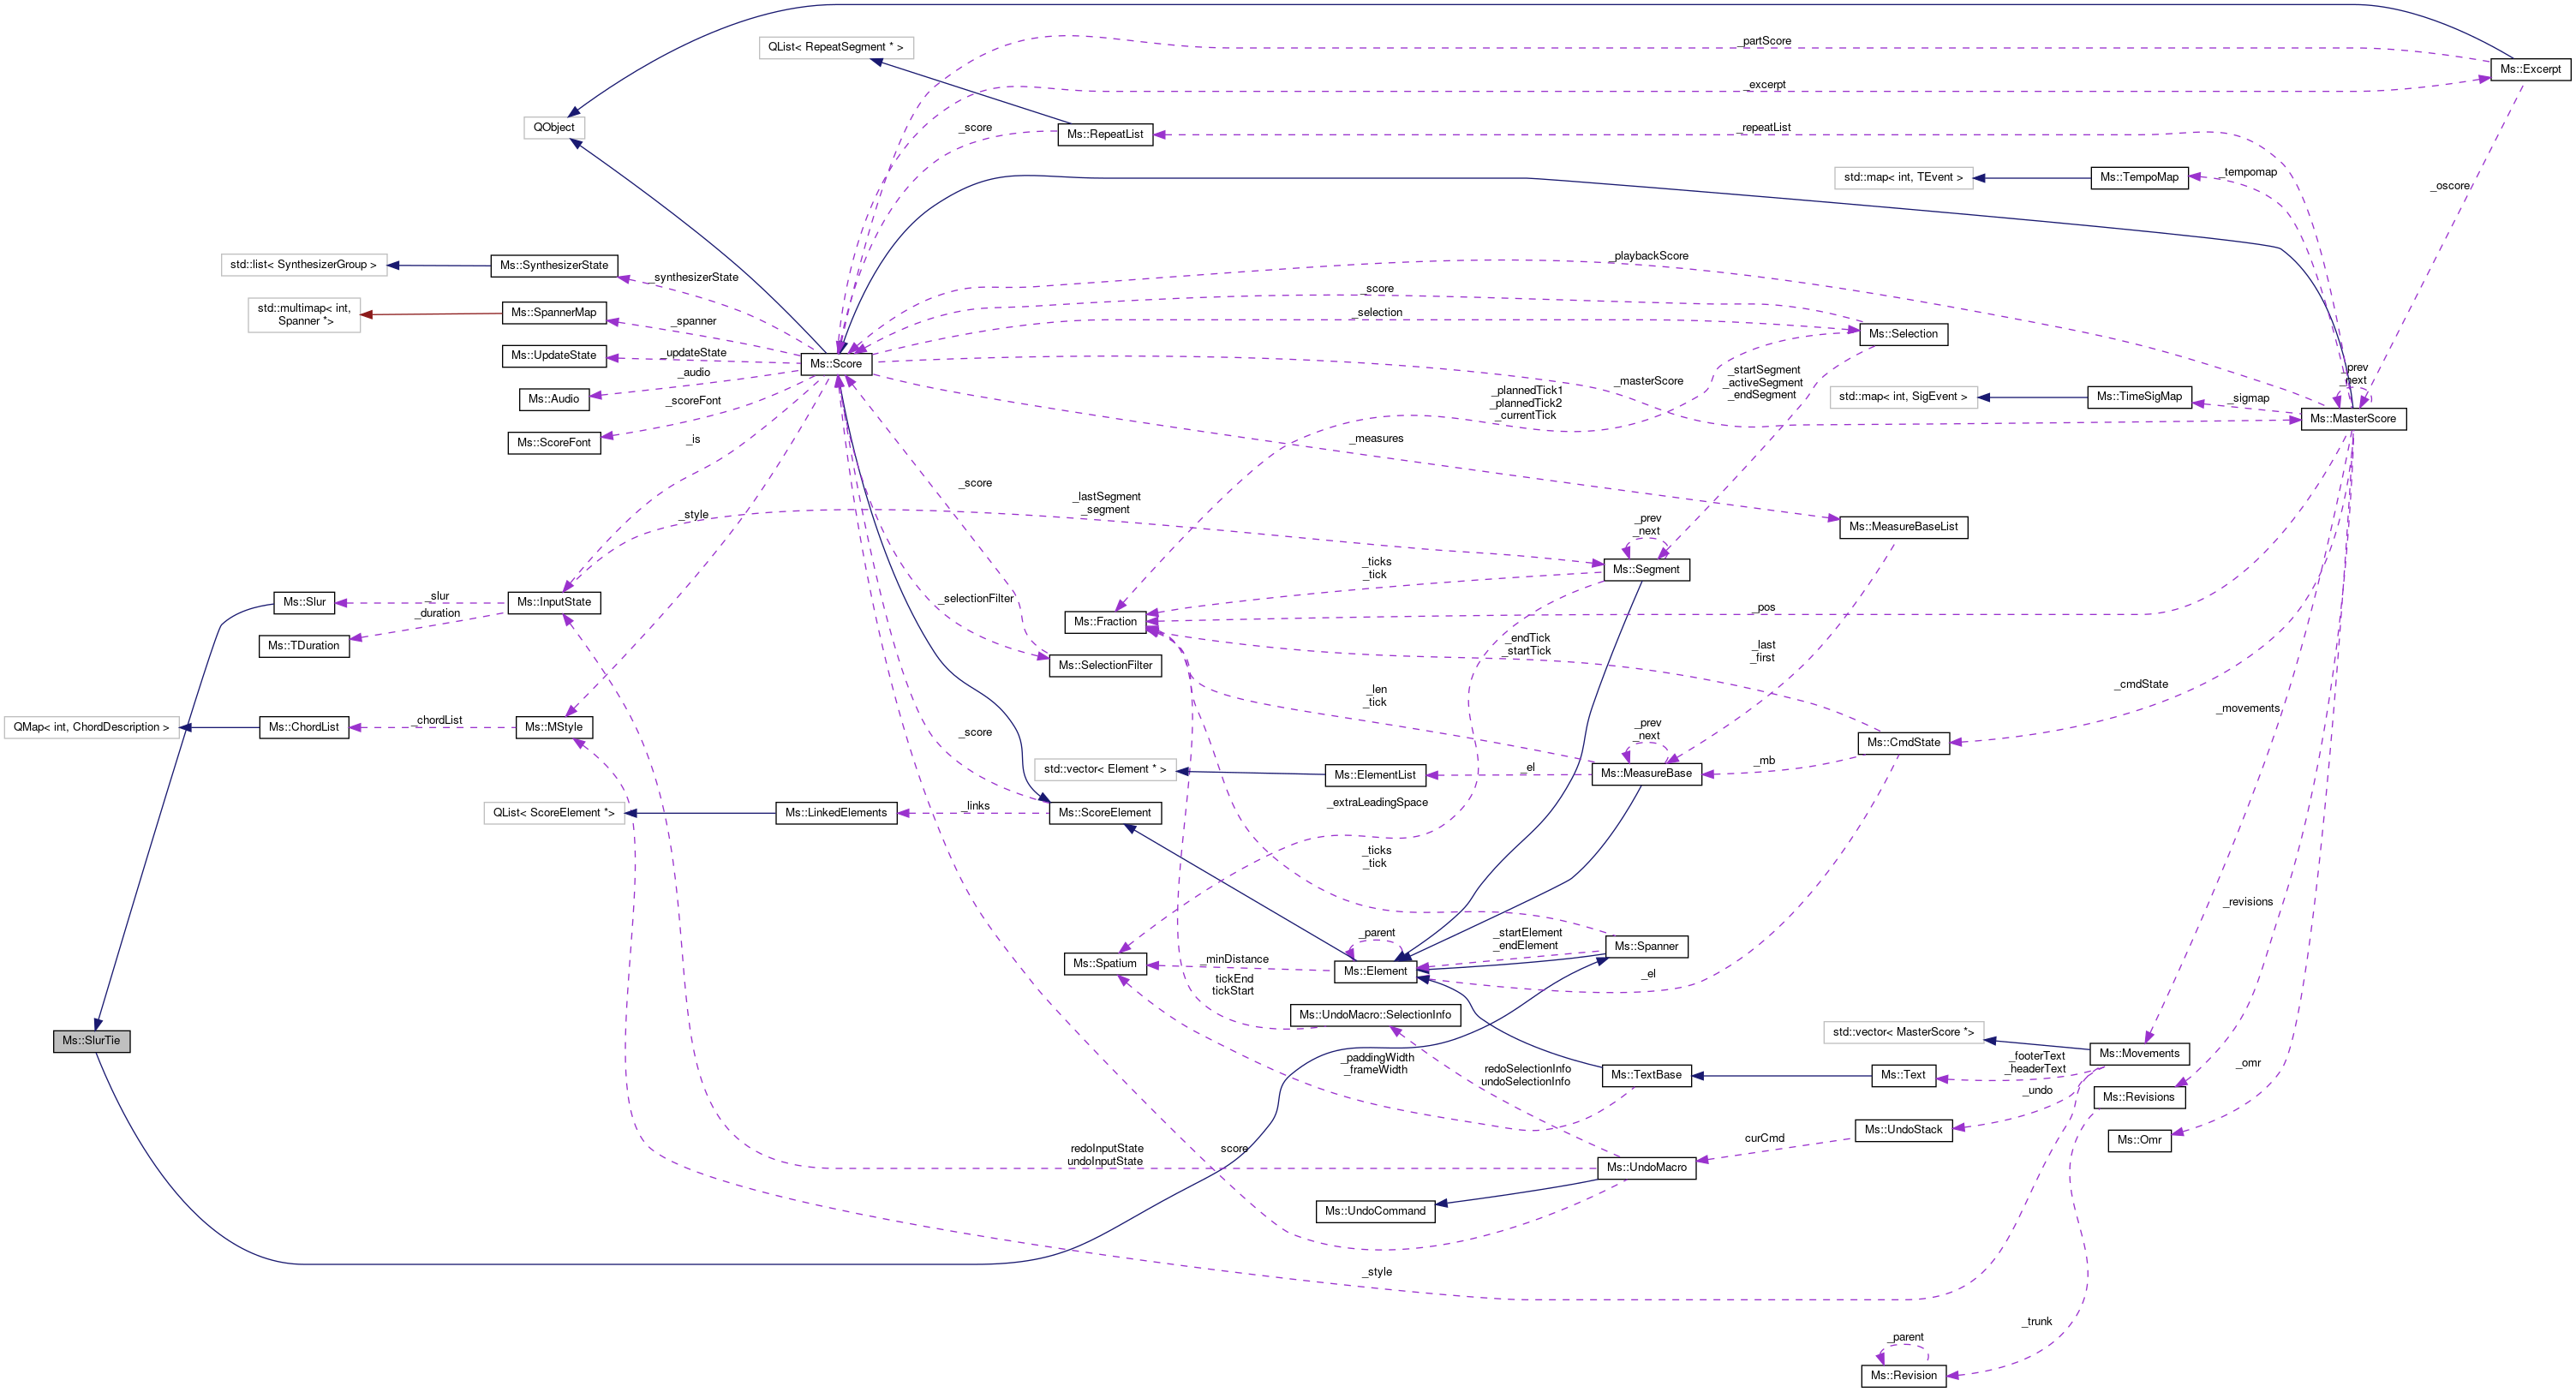 _partScore
QList< RepeatSegment * >
Ms::Excerpt
_excerpt
QObject
_score
Ms::RepeatList
_repeatList
_tempomap
std::map< int, TEvent >
Ms::TempoMap
_oscore
_playbackScore
std::list< SynthesizerGroup >
Ms::SynthesizerState
_synthesizerState
_score
std::multimap< int,
Spanner *>
Ms::SpannerMap
_spanner
_selection
Ms::Selection
Ms::UpdateState
_updateState
Ms::Score
_audio
_masterScore
_startSegment
_activeSegment
_endSegment
_prev
_next
Ms::Audio
_scoreFont
_plannedTick1
_plannedTick2
_currentTick
std::map< int, SigEvent >
Ms::TimeSigMap
_sigmap
Ms::MasterScore
Ms::ScoreFont
_is
_measures
_score
_lastSegment
_segment
_style
_prev
_next
Ms::MeasureBaseList
_ticks
_tick
Ms::Segment
Ms::Slur
_slur
Ms::InputState
_duration
_selectionFilter
Ms::Fraction
_pos
Ms::TDuration
_endTick
_startTick
_last
_first
Ms::SelectionFilter
_len
_tick
_cmdState
_movements
QMap< int, ChordDescription >
Ms::ChordList
_chordList
Ms::MStyle
_score
_prev
_next
Ms::CmdState
std::vector< Element * >
Ms::ElementList
_el
Ms::MeasureBase
_mb
QList< ScoreElement *>
Ms::LinkedElements
_links
Ms::ScoreElement
_extraLeadingSpace
_ticks
_tick
_revisions
_parent
_startElement
_endElement
Ms::Spanner
Ms::Spatium
_minDistance
Ms::Element
_el
tickEnd
tickStart
Ms::UndoMacro::SelectionInfo
std::vector< MasterScore *>
Ms::SlurTie
Ms::Movements
_paddingWidth
_frameWidth
redoSelectionInfo
undoSelectionInfo
Ms::TextBase
Ms::Text
_footerText
_headerText
_omr
_undo
Ms::Revisions
Ms::UndoStack
curCmd
Ms::Omr
redoInputState
undoInputState
score
Ms::UndoMacro
Ms::UndoCommand
_style
_trunk
_parent
Ms::Revision